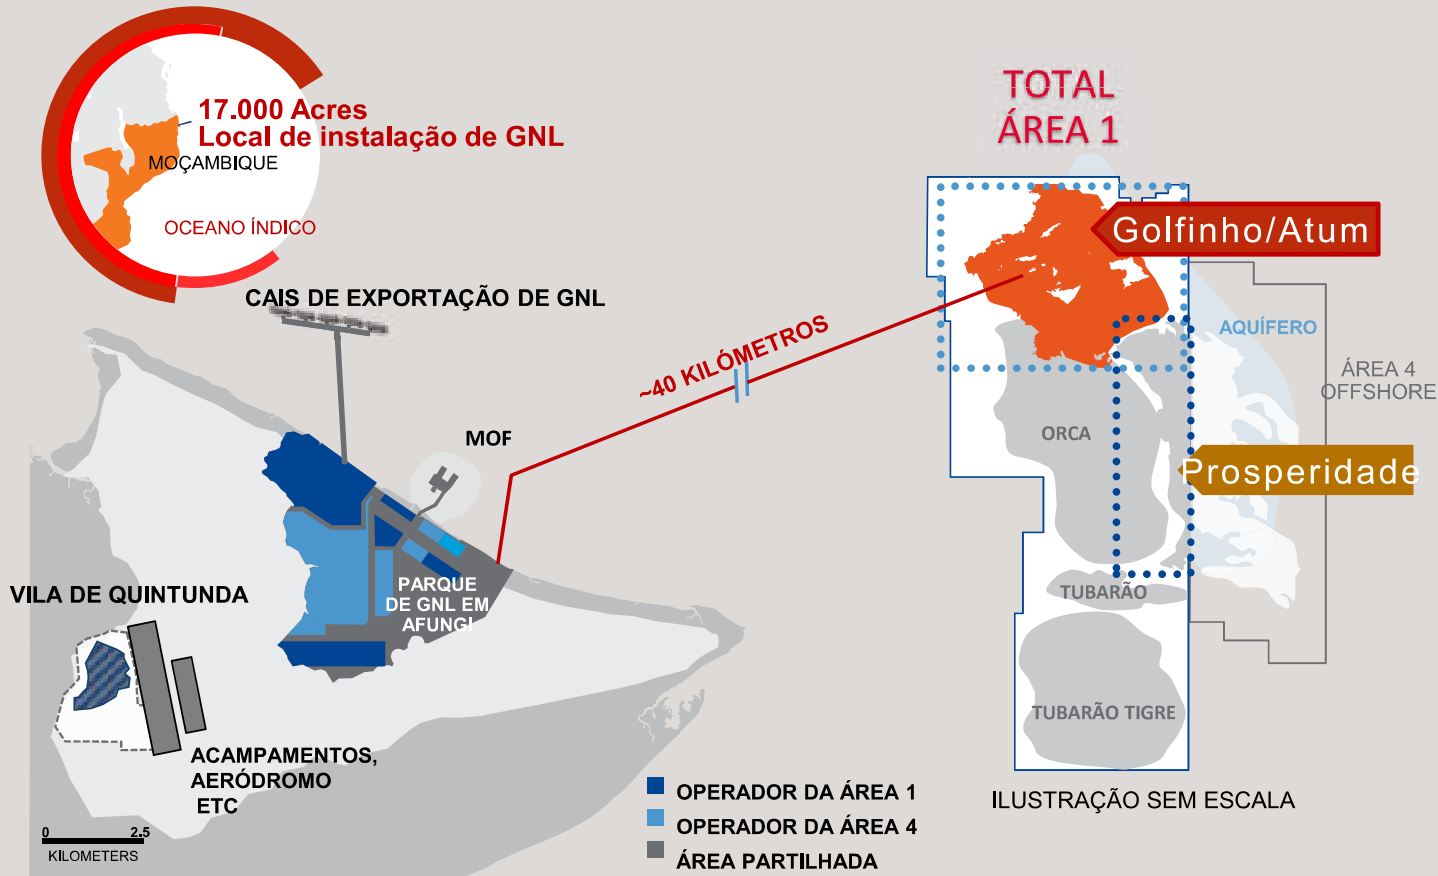 17.000 Acres
Local de instalação de GNL
MOÇAMBIQUE
OCEANO ÍNDICO
TOTAL
ÁREA 1
Golfinho/Atum
CAIS DE EXPORTAÇÃO DE GNL
~40 KILÓMETROS
AQUÍFERO
ÁREA 4
OFFSHORE
MOF
ORCA
Prosperidade
PARQUE
DE GNL EM
AFUNGI
VILA DE QUINTUNDA
TUBARÃO
TUBARÃO TIGRE
ACAMPAMENTOS,
AERÓDROMO
ETC
OPERADOR DA ÁREA 1
OPERADOR DA ÁREA 4
ÁREA PARTILHADA
ILUSTRAÇÃO SEM ESCALA
0 2.5
KILOMETERS